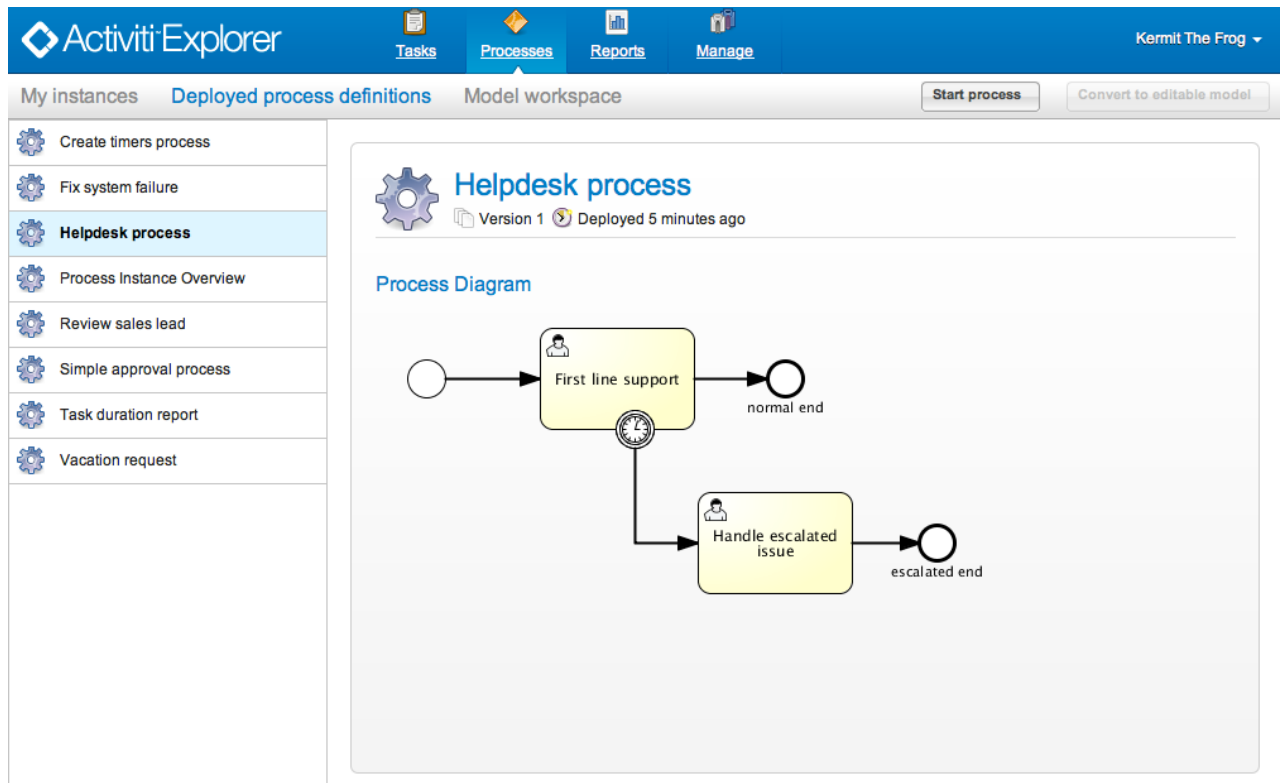 Activiti Explorer
Tasks
Processes
Reports
Manage
Kermit The Frog
My instances
Deployed process definitions
Model workspace
Start process
Convert to editable model
Create timers process
Fix system failure
Helpdesk process
Process Instance Overview
Review sales lead
Simple approval process
Task duration report
Vacation request
Helpdesk process
Version 1 Deployed 5 minutes ago
Process Diagram
First line support
normal end
Handle escalated
issue
escalated end